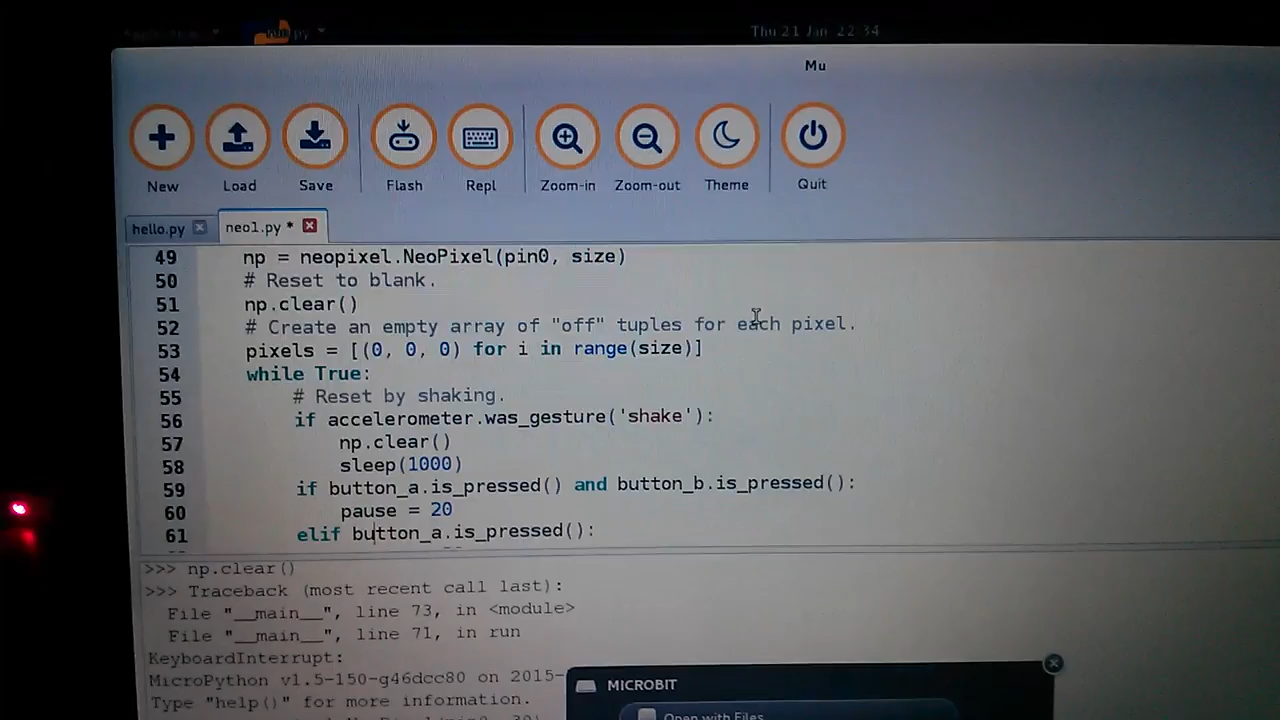 Thu 21 Jan 22:34
Mu
New Load Save Flash Repl Zoom-in Zoom-out Theme Quit
hello.py neo1.py *
49 np = neopixel.NeoPixel(pin0, size)
50 # Reset to blank.
51 np.clear()
52 # Create an empty array of "off" tuples for each pixel.
53 pixels = [(0, 0, 0) for i in range(size)]
54 while True:
55 # Reset by shaking.
56 if accelerometer.was_gesture('shake'):
57 np.clear()
58 sleep(1000)
59 if button_a.is_pressed() and button_b.is_pressed():
60 pause = 20
61 elif button_a.is_pressed():
>>> np.clear()
>>> Traceback (most recent call last):
File "__main__", line 73, in <module>
File "__main__", line 71, in run
KeyboardInterrupt:
MicroPython v1.5-150-g46dcc80 on 2015-
Type "help()" for more information.
MICROBIT
Open with Files